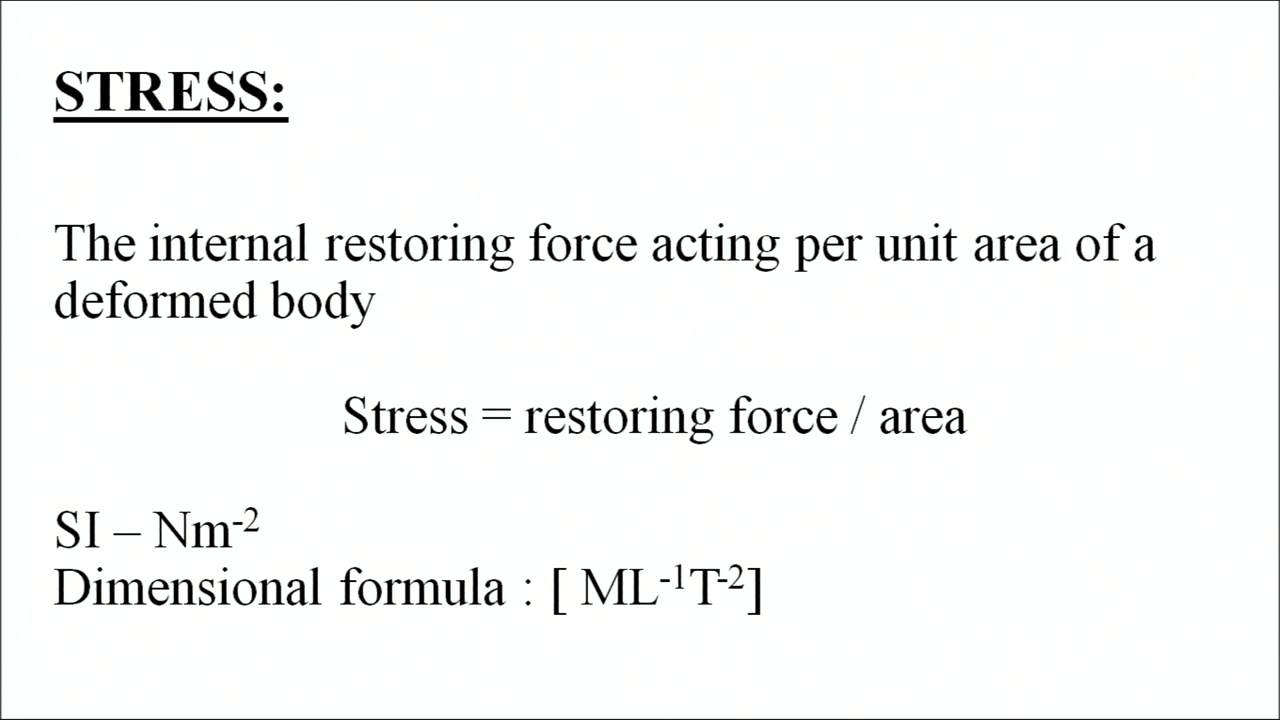 STRESS:
The internal restoring force acting per unit area of a
deformed body
Stress = restoring force / area
SI – Nm⁻²
Dimensional formula : [ ML⁻¹T⁻²]